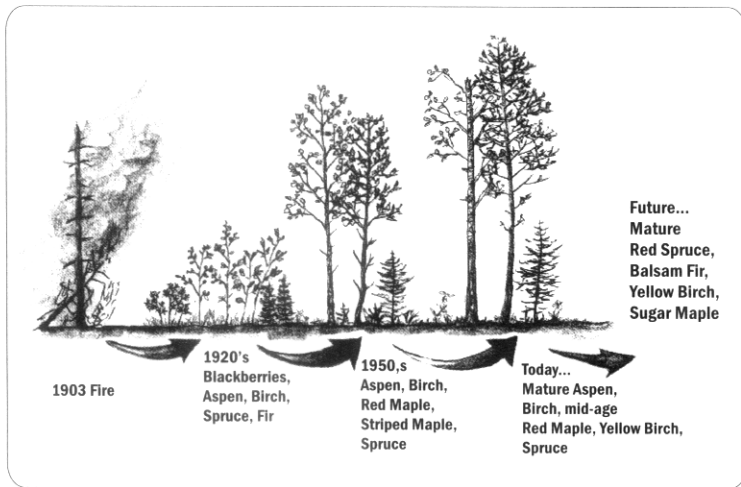 1903 Fire
1920's
Blackberries,
Aspen, Birch,
Spruce, Fir
1950,s
Aspen, Birch,
Red Maple,
Striped Maple,
Spruce
Today...
Mature Aspen,
Birch, mid-age
Red Maple, Yellow Birch,
Spruce
Future...
Mature
Red Spruce,
Balsam Fir,
Yellow Birch,
Sugar Maple